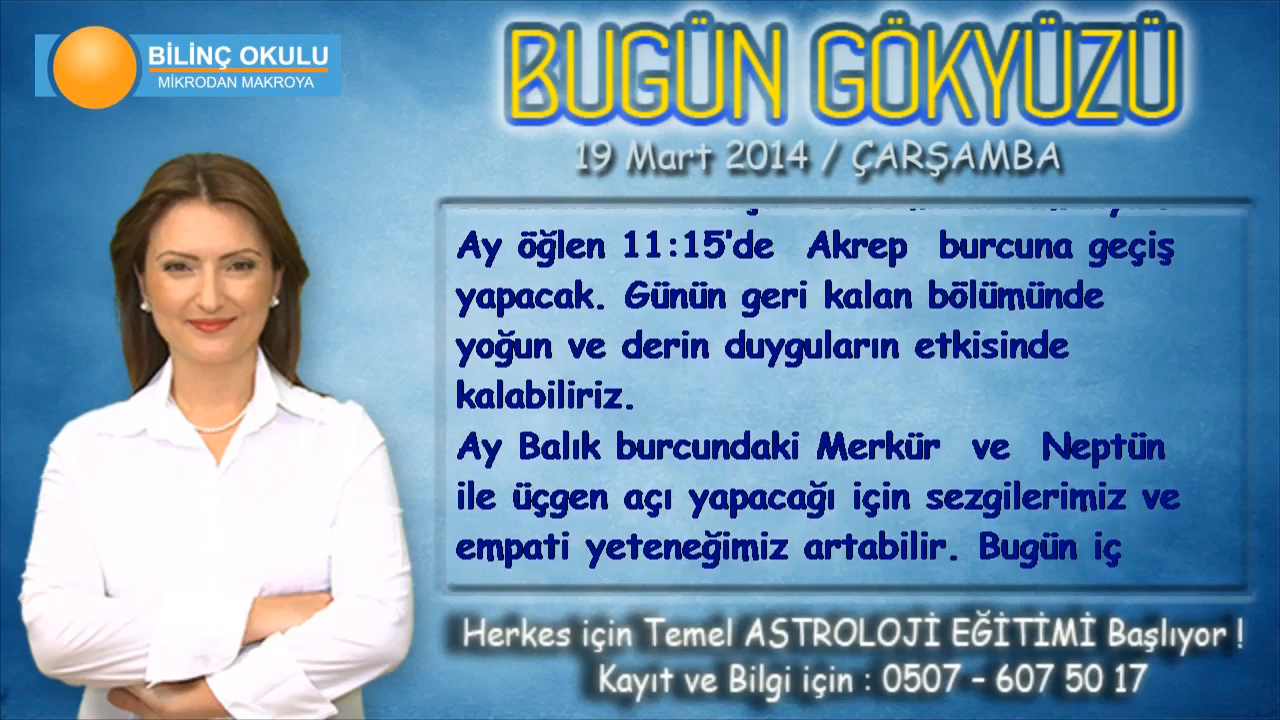 BİLİNÇ OKULU
MİKRODAN MAKROYA
BUGÜN GÖKYÜZÜ
19 Mart 2014 / ÇARŞAMBA
Ay öğlen 11:15'de Akrep burcuna geçiş
yapacak. Günün geri kalan bölümünde
yoğun ve derin duyguların etkisinde
kalabiliriz.
Ay Balık burcundaki Merkür ve Neptün
ile üçgen açı yapacağı için sezgilerimiz ve
empati yeteneğimiz artabilir. Bugün iç
Herkes için Temel ASTROLOJİ EĞİTİMİ Başlıyor !
Kayıt ve Bilgi için : 0507 - 607 50 17